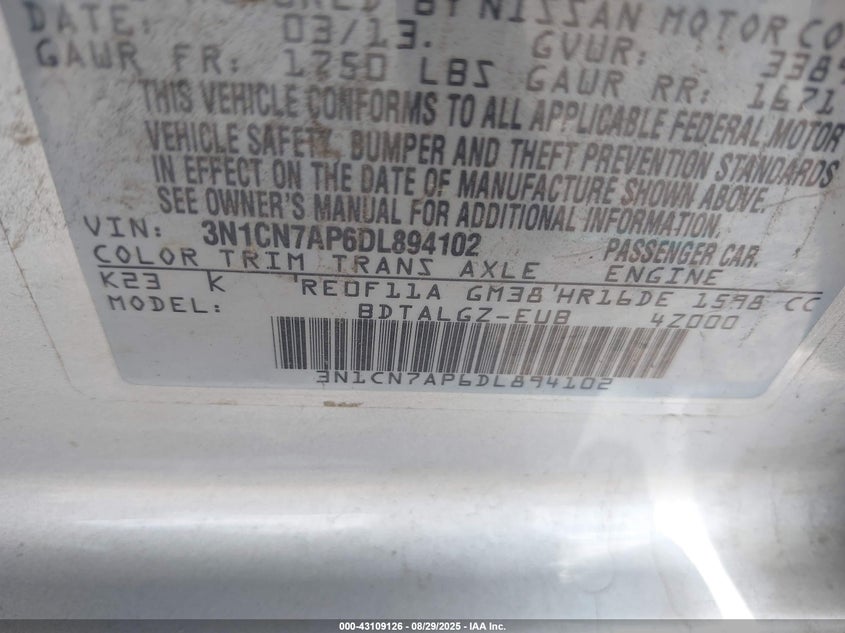 BY NISSAN MOTOR CO
DATE: 03/13. GVWR: 3389
GAWR FR: 1750 LBS GAWR RR: 1671
THIS VEHICLE CONFORMS TO ALL APPLICABLE FEDERAL MOTOR
VEHICLE SAFETY, BUMPER AND THEFT PREVENTION STANDARDS
IN EFFECT ON THE DATE OF MANUFACTURE SHOWN ABOVE.
SEE OWNER'S MANUAL FOR ADDITIONAL INFORMATION.
VIN: 3N1CN7AP6DL894102 PASSENGER CAR.
COLOR TRIM TRANS AXLE ENGINE
K23 K RE0F11A GM38 HR16DE 1598 CC
MODEL: BDTALGZ-EUB 4Z000
3N1CN7AP6DL894102
000-43109126 - 08/29/2025 - IAA Inc.